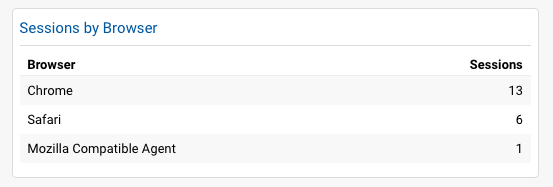 Sessions by Browser
Browser Sessions
Chrome 13
Safari 6
Mozilla Compatible Agent 1